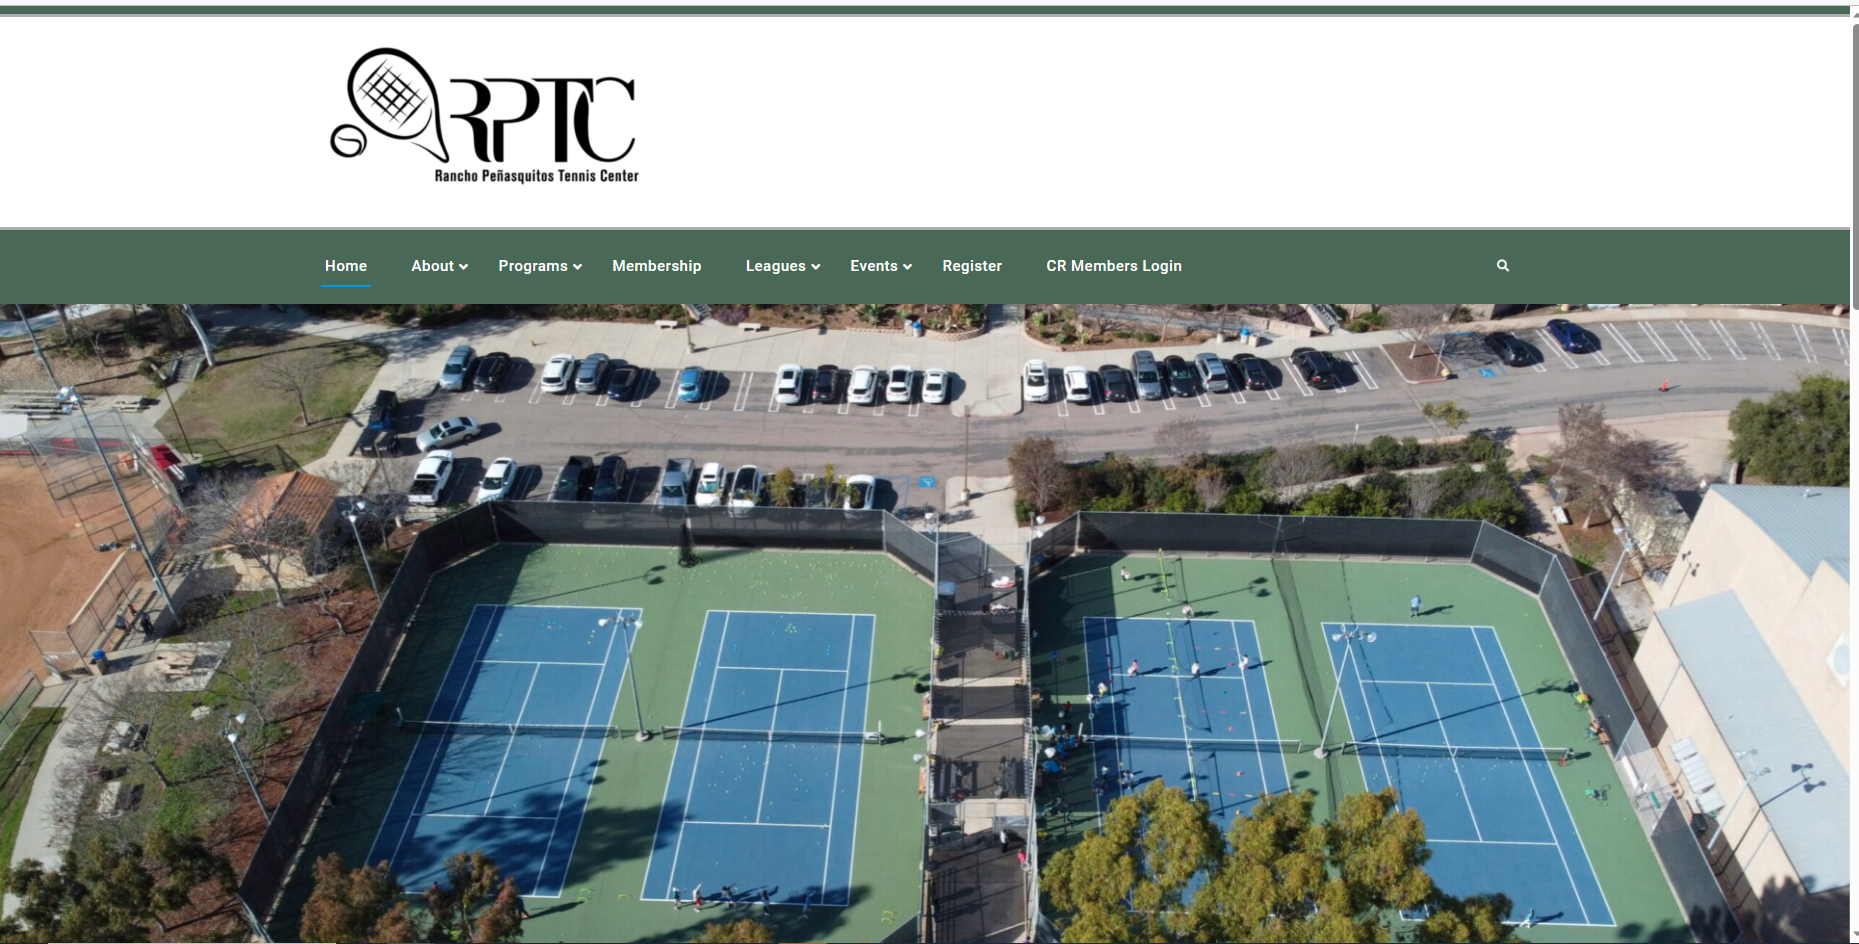 RPTC
Rancho Peñasquitos Tennis Center
Home About Programs Membership Leagues Events Register CR Members Login